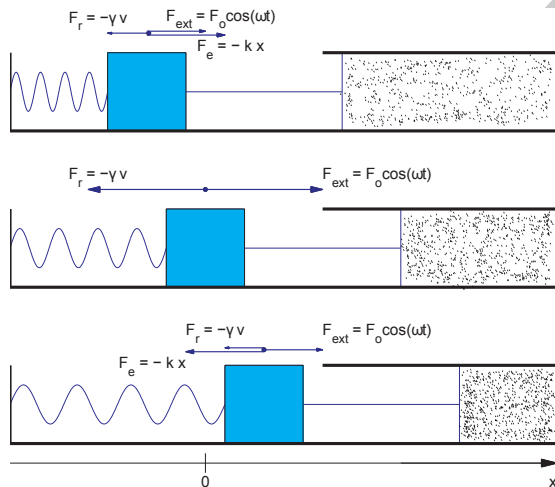 F_r = −γ v
F_ext = F_o cos(ωt)
F_e = − k x
F_r = −γ v
F_ext = F_o cos(ωt)
F_r = −γ v
F_ext = F_o cos(ωt)
F_e = − k x
0
x